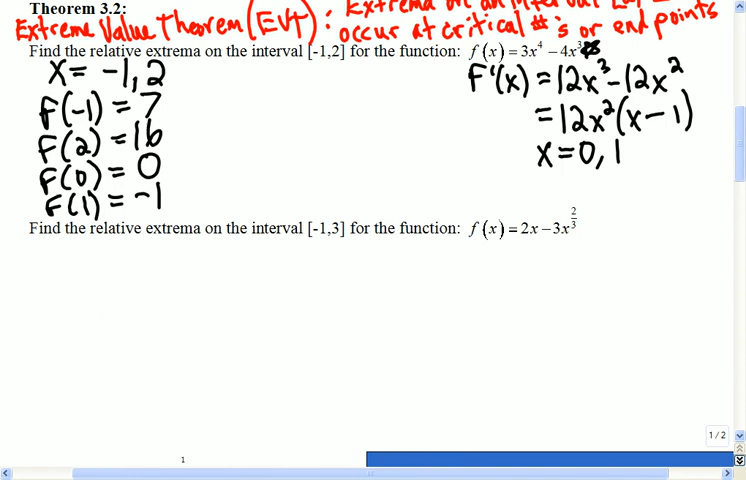 Theorem 3.2:
Extreme Value Theorem (EVT): Extrema on an
occur at critical #'s or end points
Find the relative extrema on the interval [-1,2] for the function: f(x) = 3x⁴ − 4x³
x = -1, 2
f(-1) = 7
f(2) = 16
f(0) = 0
f(1) = -1
f'(x) = 12x³ - 12x²
= 12x²(x - 1)
x = 0, 1
Find the relative extrema on the interval [-1,3] for the function: f(x) = 2x − 3x^(2/3)
1 / 2
1